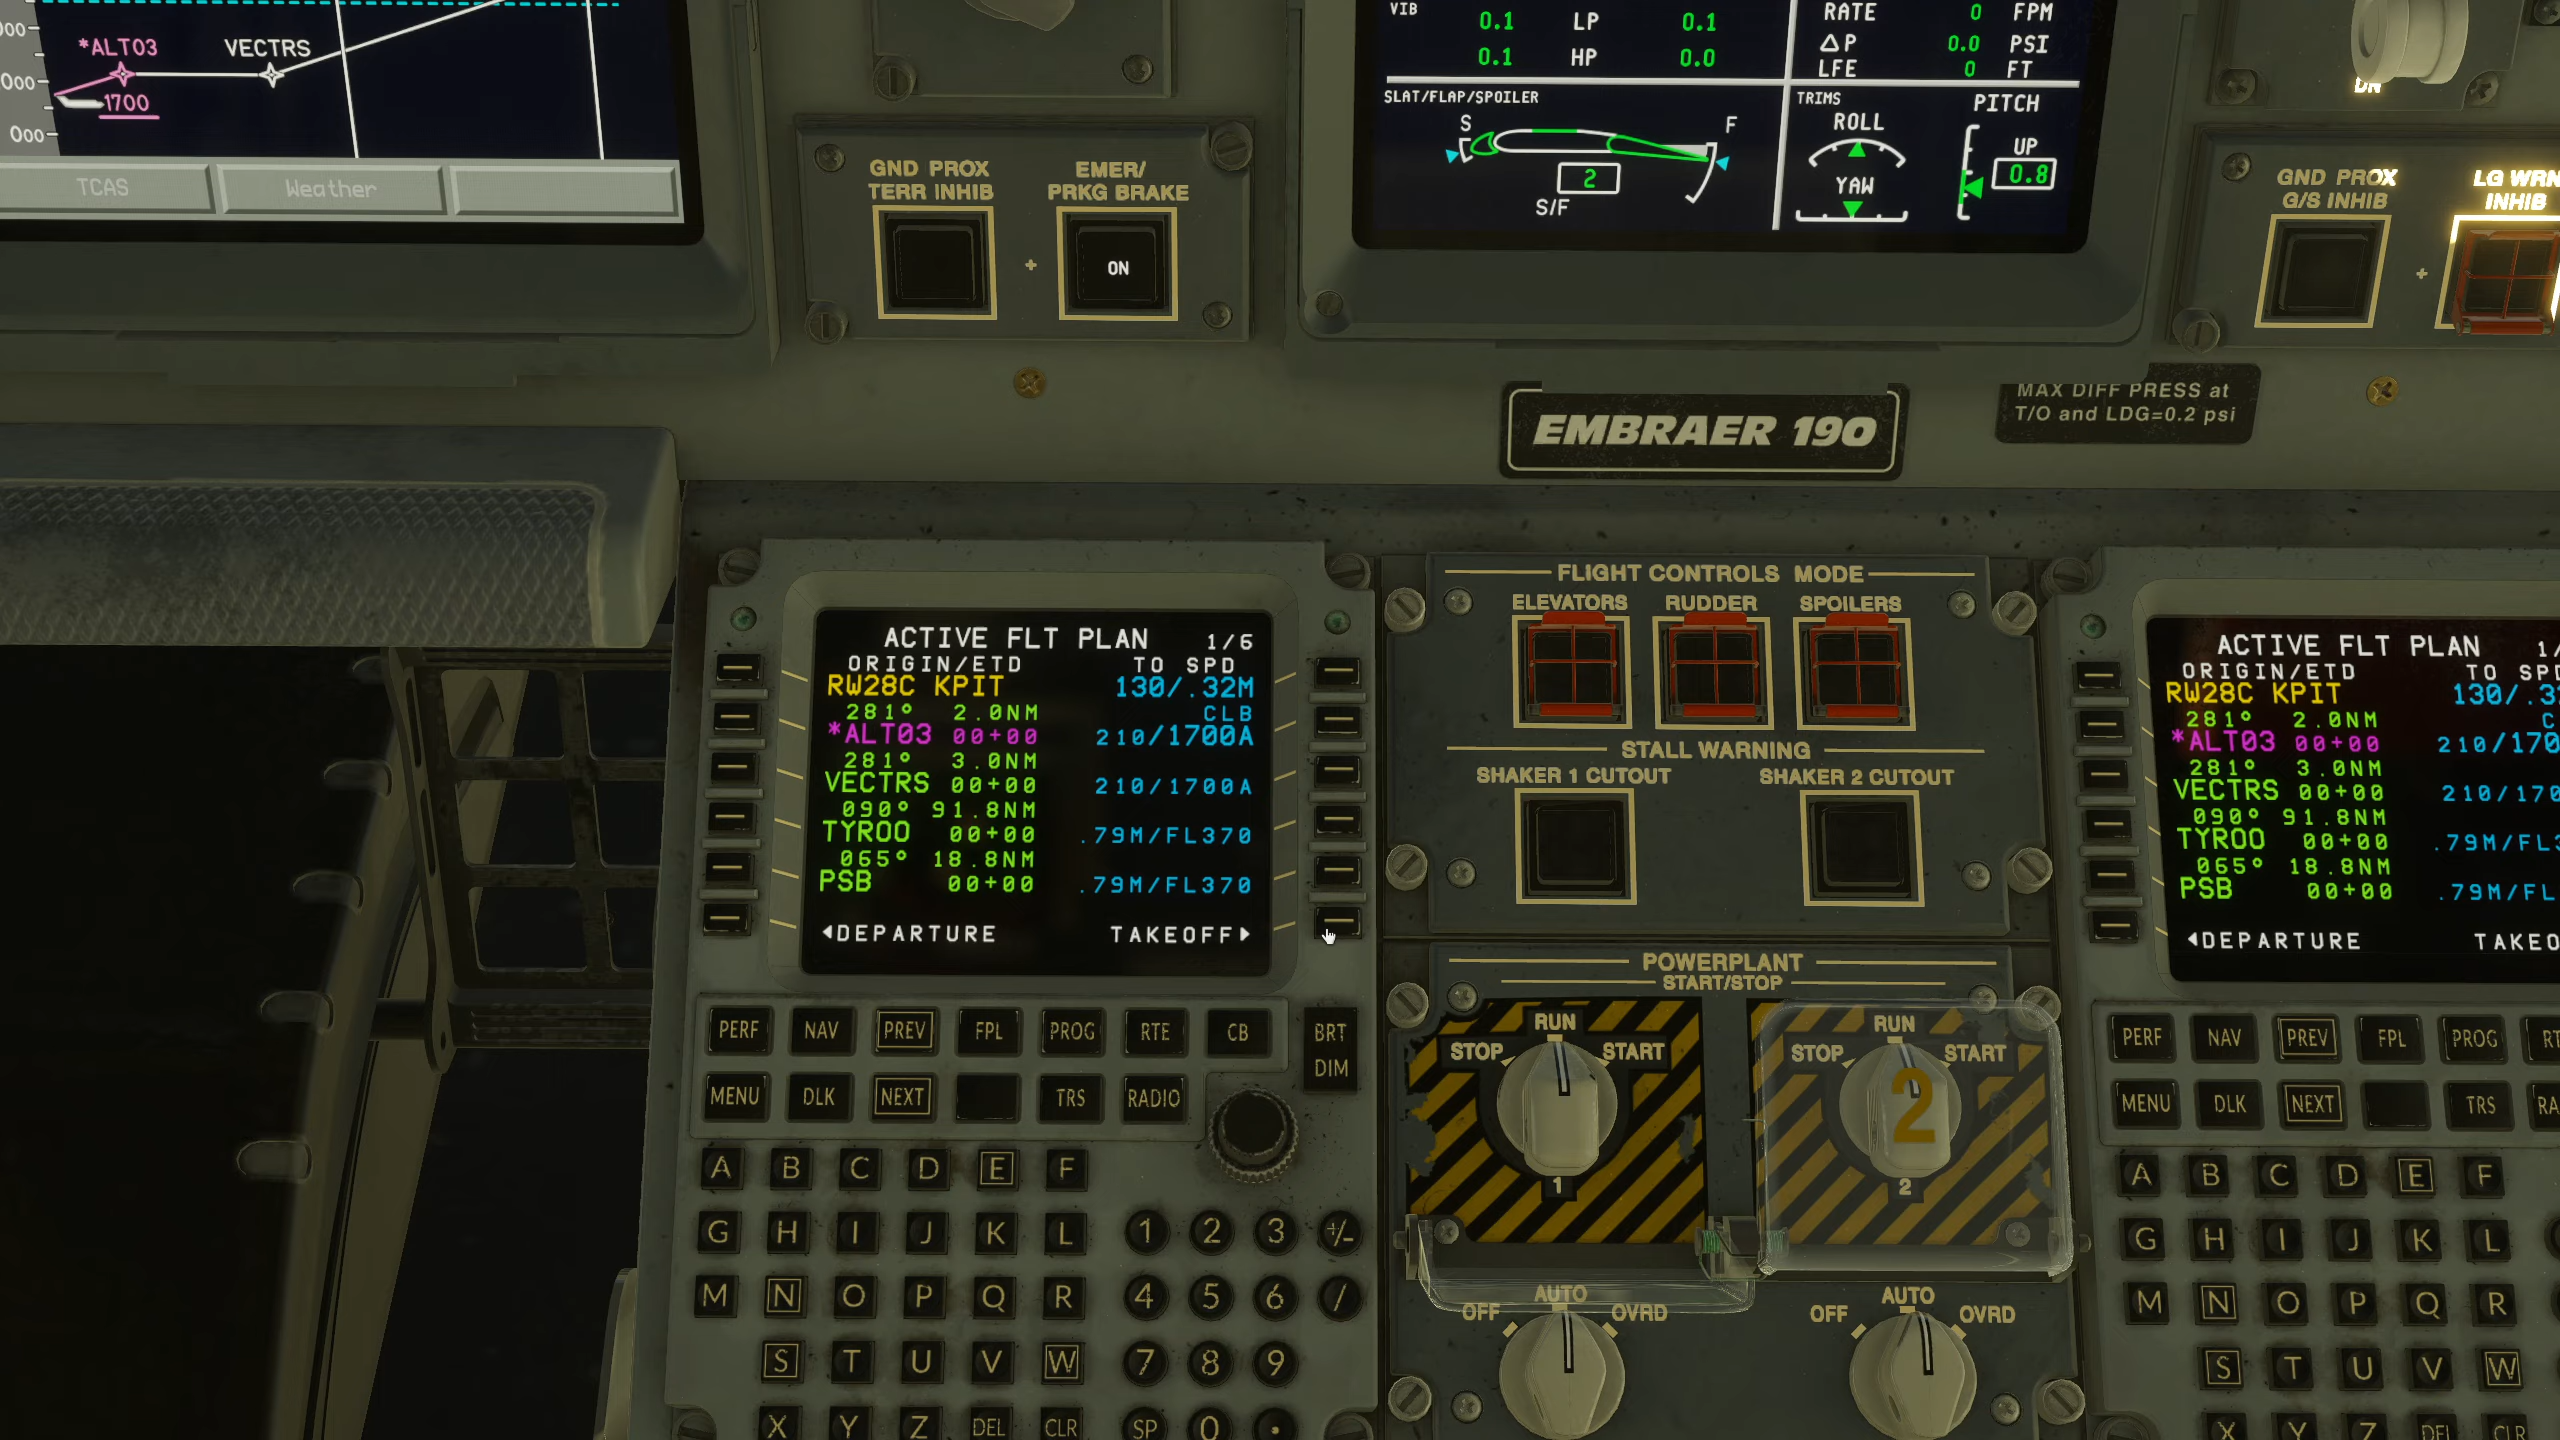 *ALT03
VECTRS
1700
TCAS
Weather
VIB
0.1 LP 0.1
0.1 HP 0.0
RATE 0 FPM
ΔP 0.0 PSI
LFE 0 FT
SLAT/FLAP/SPOILER
S F
2
S/F
TRIMS
ROLL
YAW
PITCH
UP
0.8
DN
GND PROX
TERR INHIB
EMER/
PRKG BRAKE
ON
GND PROX
G/S INHIB
LG WRN
INHIB
EMBRAER 190
MAX DIFF PRESS at
T/O and LDG=0.2 psi
ACTIVE FLT PLAN 1/6
ORIGIN/ETD TO SPD
RW28C KPIT 130/.32M
281° 2.0NM CLB
*ALT03 00+00 210/1700A
281° 3.0NM
VECTRS 00+00 210/1700A
090° 91.8NM
TYROO 00+00 .79M/FL370
065° 18.8NM
PSB 00+00 .79M/FL370
DEPARTURE TAKEOFF
PERF NAV PREV FPL PROG RTE CB
BRT
DIM
MENU DLK NEXT TRS RADIO
A B C D E F
G H I J K L 1 2 3 +/-
M N O P Q R 4 5 6 /
S T U V W 7 8 9
X Y Z DEL CLR SP 0 .
FLIGHT CONTROLS MODE
ELEVATORS RUDDER SPOILERS
STALL WARNING
SHAKER 1 CUTOUT SHAKER 2 CUTOUT
POWERPLANT
START/STOP
RUN
STOP START
1
RUN
STOP START
2
2
AUTO
OFF OVRD
AUTO
OFF OVRD
ACTIVE FLT PLAN
ORIGIN/ETD TO
RW28C KPIT
281° 2.0NM
*ALT03 00+00
281° 3.0NM
VECTRS 00+00
090° 91.8NM
TYROO 00+00
065° 18.8NM
PSB 00+00
DEPARTURE
PERF NAV PREV FPL PROG
MENU DLK NEXT TRS
A B C D E F
G H I J K L
M N O P Q R
S T U V W
X Y Z DEL CLR